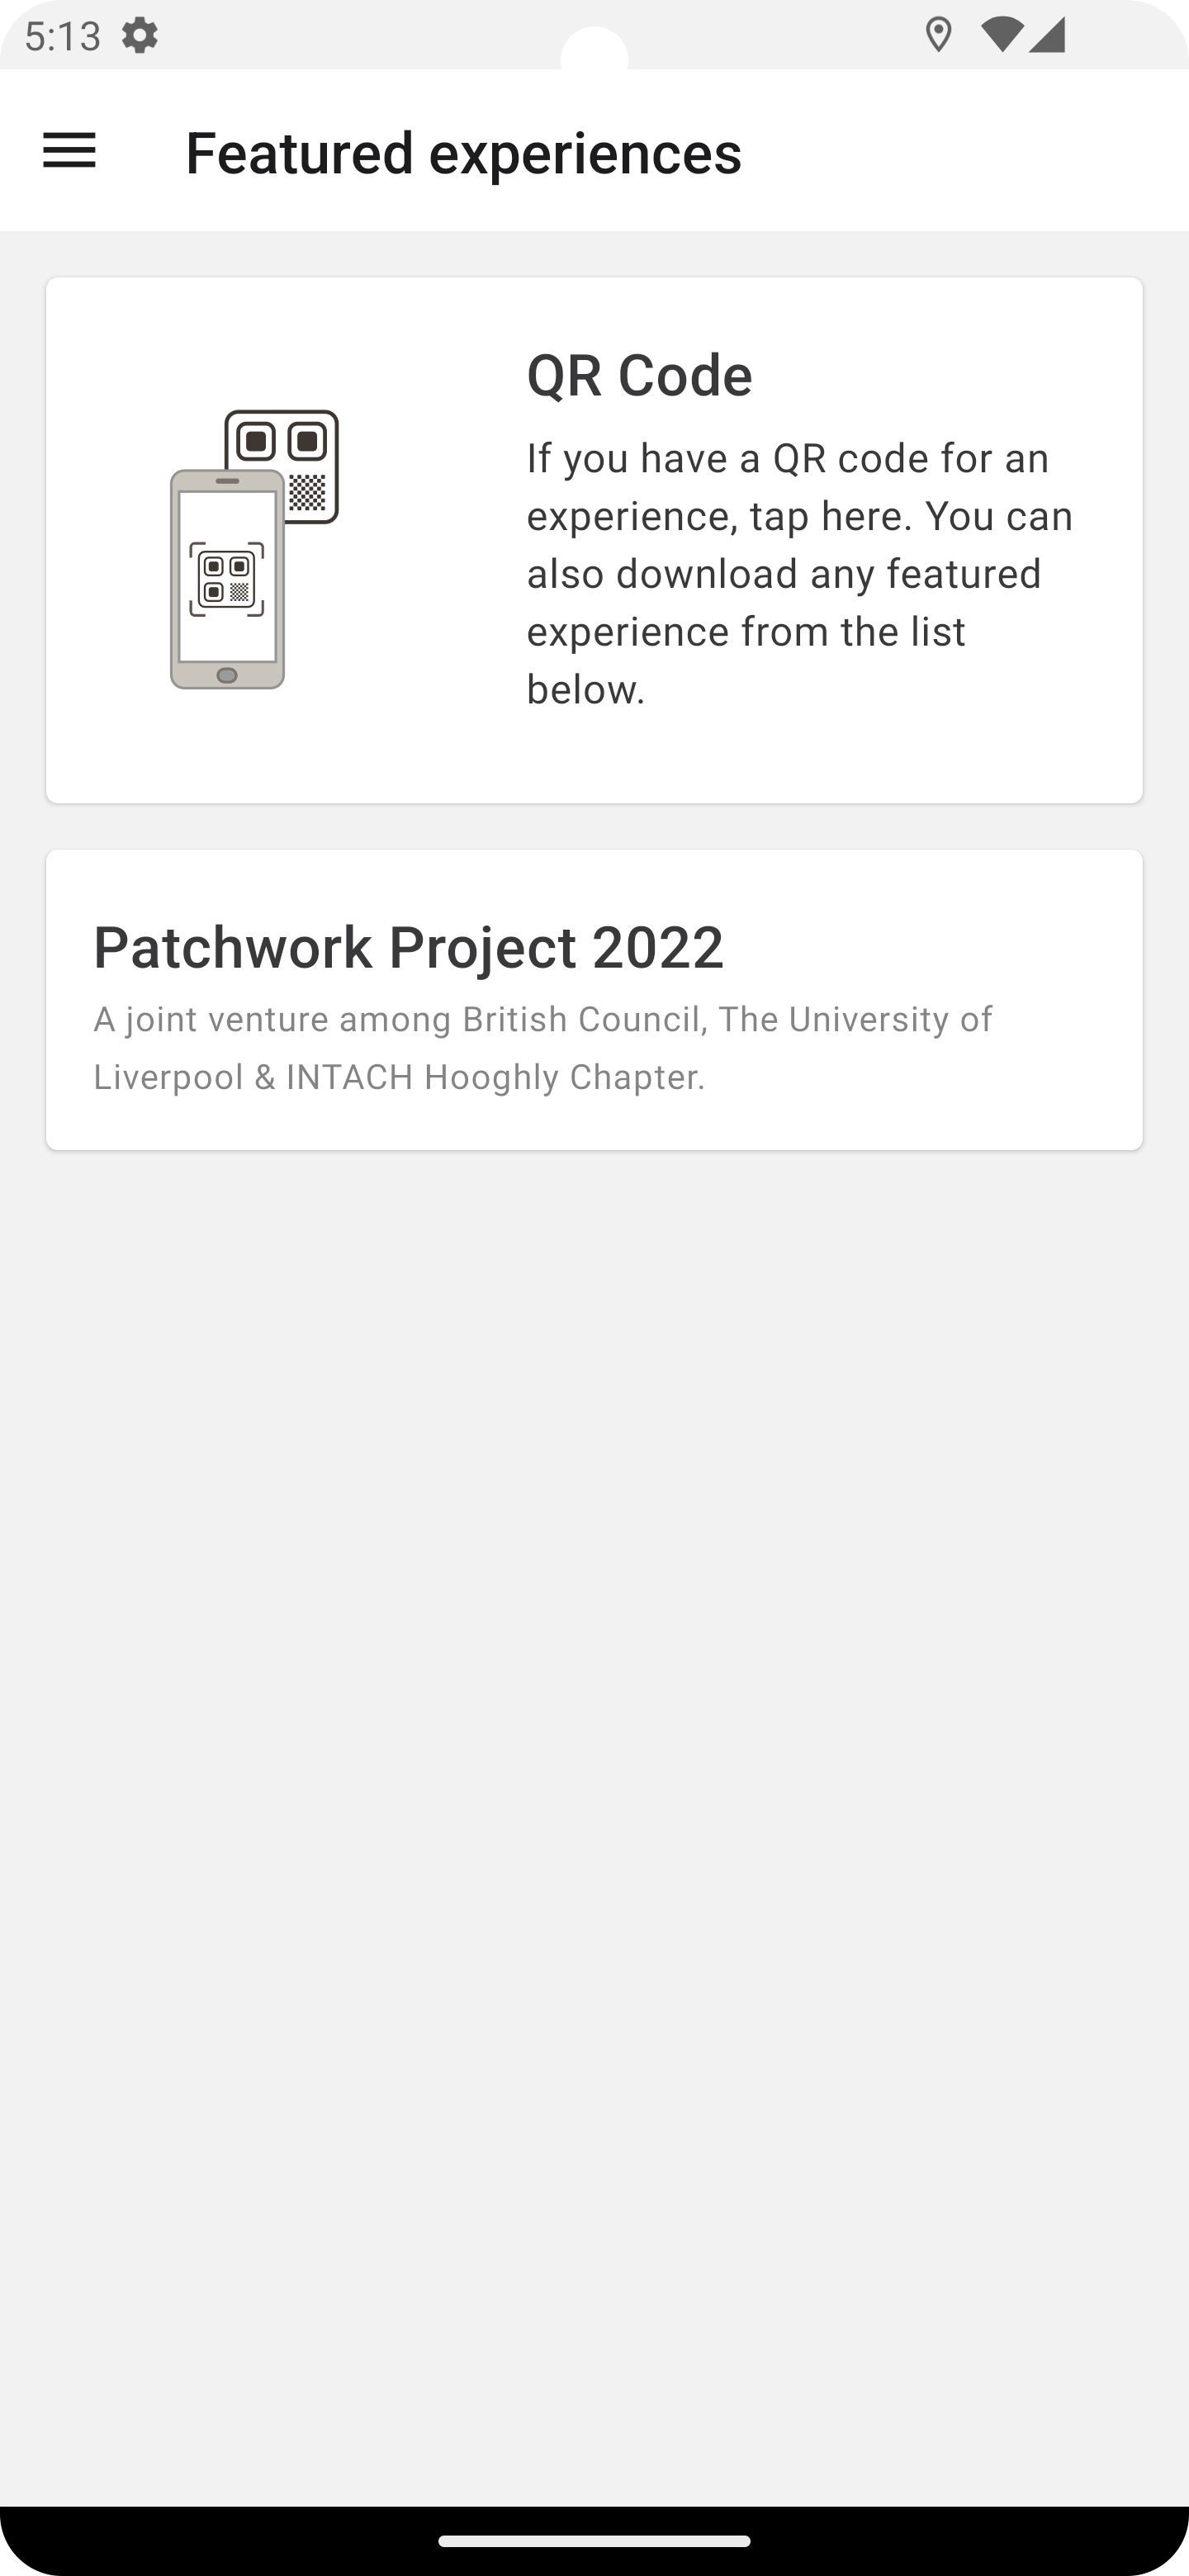 5:13
Featured experiences
QR Code
If you have a QR code for an
experience, tap here. You can
also download any featured
experience from the list
below.
Patchwork Project 2022
A joint venture among British Council, The University of
Liverpool & INTACH Hooghly Chapter.